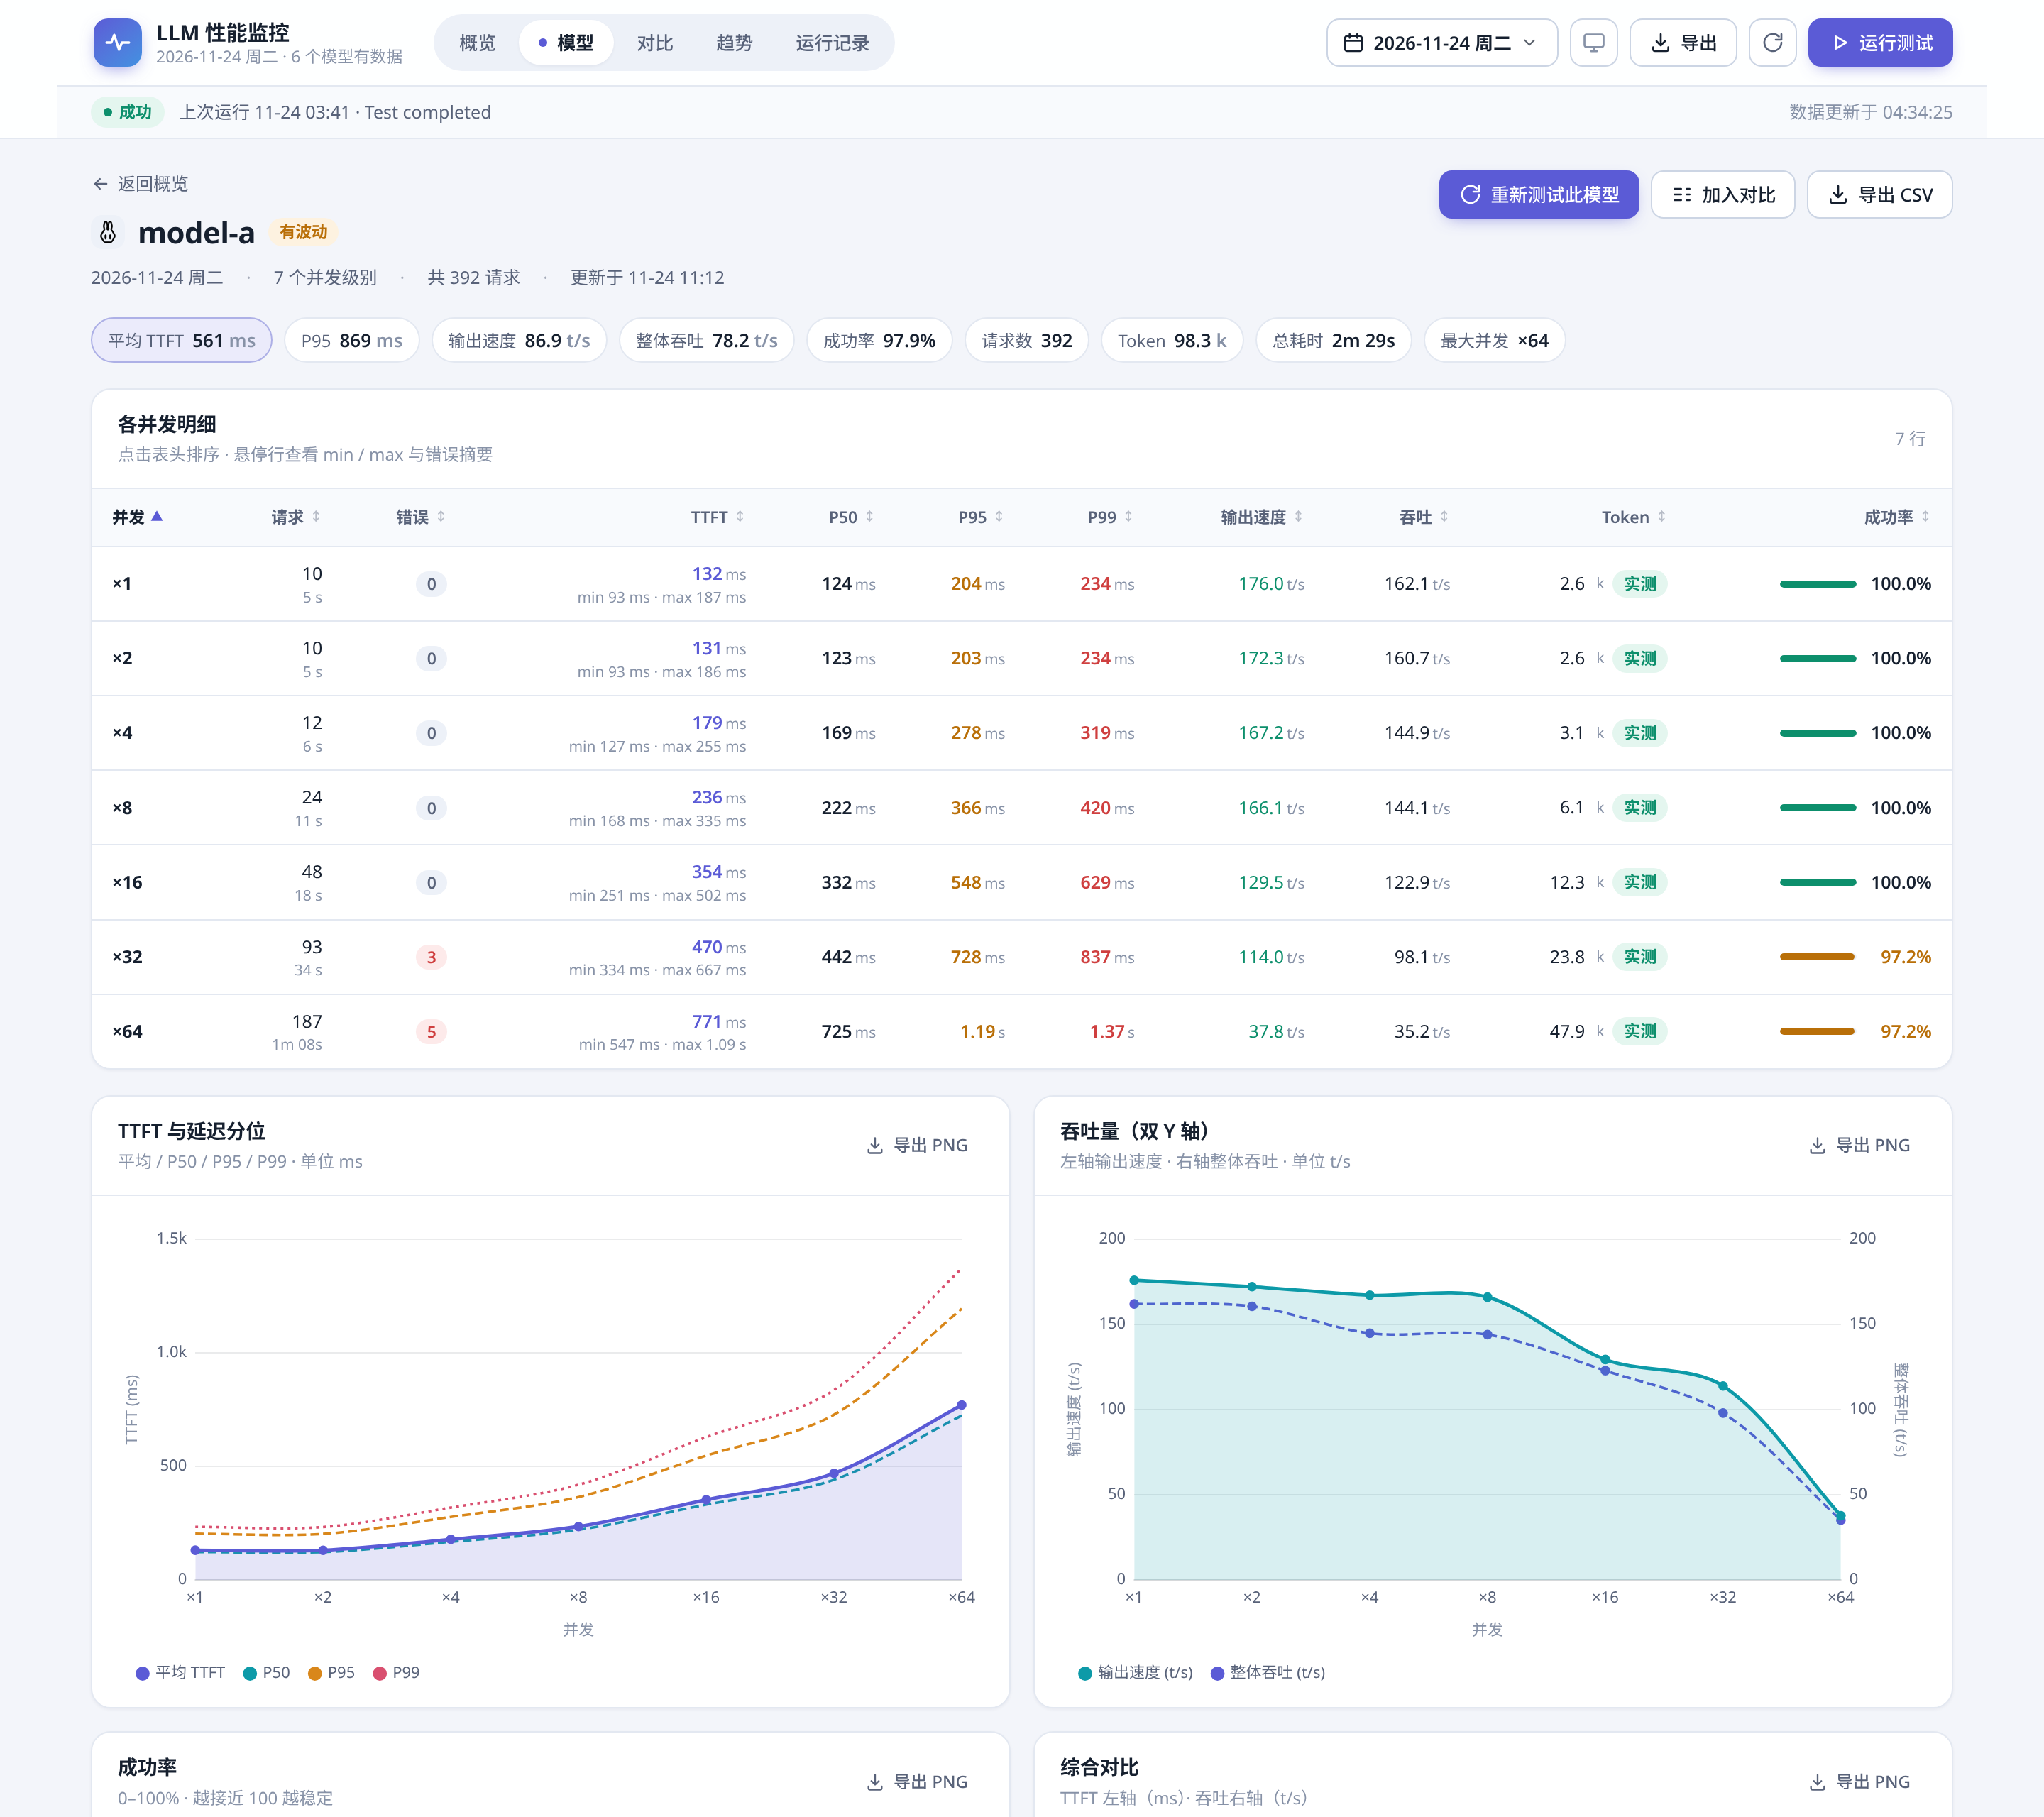 LLM 性能监控
2026-11-24 周二 · 6 个模型有数据
概览 模型 对比 趋势 运行记录
2026-11-24 周二
导出
运行测试
成功 上次运行 11-24 03:41 · Test completed
数据更新于 04:34:25
返回概览
重新测试此模型 加入对比 导出 CSV
model-a 有波动
2026-11-24 周二 · 7 个并发级别 · 共 392 请求 · 更新于 11-24 11:12
平均 TTFT 561 ms P95 869 ms 输出速度 86.9 t/s 整体吞吐 78.2 t/s 成功率 97.9% 请求数 392 Token 98.3 k 总耗时 2m 29s 最大并发 ×64
各并发明细
点击表头排序 · 悬停行查看 min / max 与错误摘要
7 行
并发 请求 错误 TTFT P50 P95 P99 输出速度 吞吐 Token 成功率
×1 10 0 132 ms 124 ms 204 ms 234 ms 176.0 t/s 162.1 t/s 2.6 k 实测 100.0%
5 s min 93 ms · max 187 ms
×2 10 0 131 ms 123 ms 203 ms 234 ms 172.3 t/s 160.7 t/s 2.6 k 实测 100.0%
5 s min 93 ms · max 186 ms
×4 12 0 179 ms 169 ms 278 ms 319 ms 167.2 t/s 144.9 t/s 3.1 k 实测 100.0%
6 s min 127 ms · max 255 ms
×8 24 0 236 ms 222 ms 366 ms 420 ms 166.1 t/s 144.1 t/s 6.1 k 实测 100.0%
11 s min 168 ms · max 335 ms
×16 48 0 354 ms 332 ms 548 ms 629 ms 129.5 t/s 122.9 t/s 12.3 k 实测 100.0%
18 s min 251 ms · max 502 ms
×32 93 3 470 ms 442 ms 728 ms 837 ms 114.0 t/s 98.1 t/s 23.8 k 实测 97.2%
34 s min 334 ms · max 667 ms
×64 187 5 771 ms 725 ms 1.19 s 1.37 s 37.8 t/s 35.2 t/s 47.9 k 实测 97.2%
1m 08s min 547 ms · max 1.09 s
TTFT 与延迟分位
平均 / P50 / P95 / P99 · 单位 ms
导出 PNG
1.5k
1.0k
500
0
TTFT (ms)
×1 ×2 ×4 ×8 ×16 ×32 ×64
并发
平均 TTFT P50 P95 P99
吞吐量（双 Y 轴）
左轴输出速度 · 右轴整体吞吐 · 单位 t/s
导出 PNG
200 200
150 150
100 100
50 50
0 0
输出速度 (t/s)
整体吞吐 (t/s)
×1 ×2 ×4 ×8 ×16 ×32 ×64
并发
输出速度 (t/s) 整体吞吐 (t/s)
成功率
0–100% · 越接近 100 越稳定
导出 PNG
综合对比
TTFT 左轴（ms）· 吞吐右轴（t/s）
导出 PNG